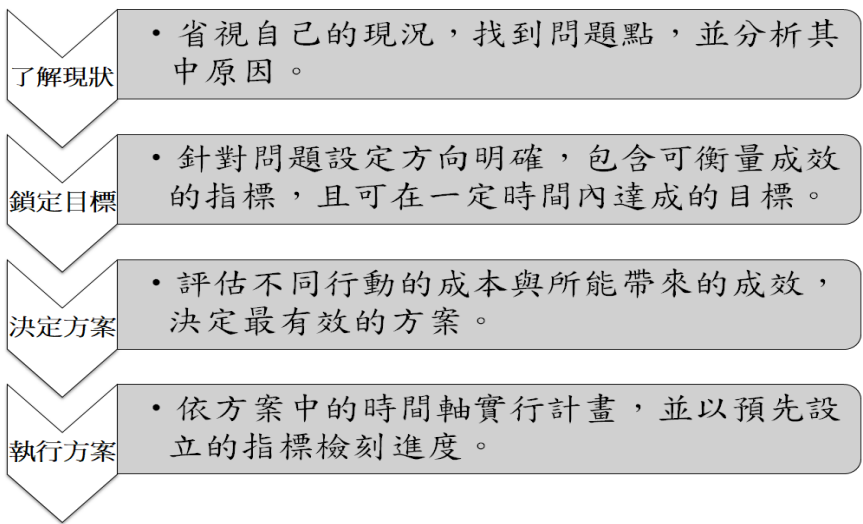 了解現狀
•省視自己的現況,找到問題點,並分析其
中原因。
鎖定目標
•針對問題設定方向明確,包含可衡量成效
的指標,且可在一定時間內達成的目標。
決定方案
•評估不同行動的成本與所能帶來的成效,
決定最有效的方案。
執行方案
•依方案中的時間軸實行計畫,並以預先設
立的指標檢刻進度。